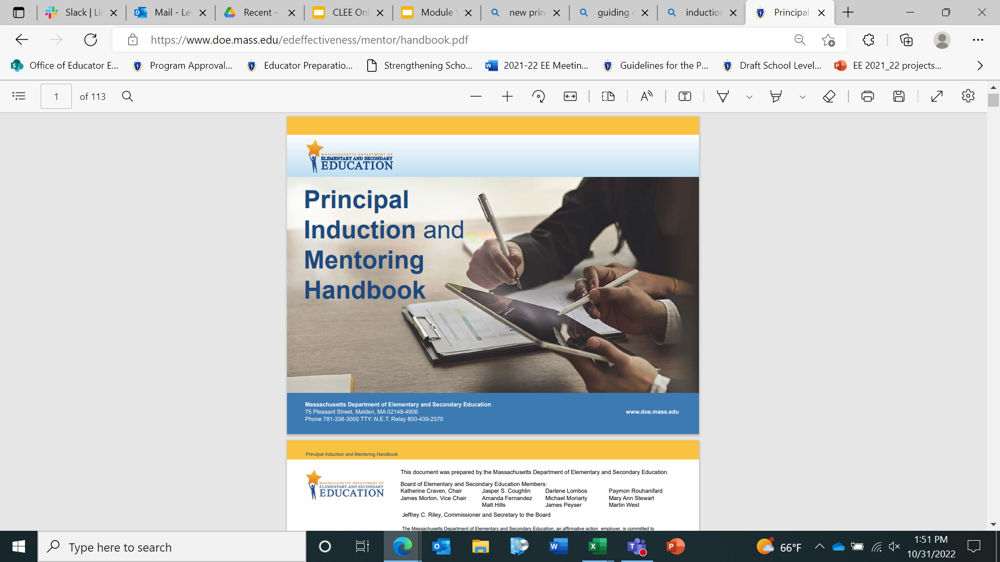 Slack | Lin
Mail - Le
Recent -
CLEE Onl
Module
new prin
guiding
induction
Principal
https://www.doe.mass.edu/edeffectiveness/mentor/handbook.pdf
Office of Educator E...
Program Approval...
Educator Preparatio...
Strengthening Scho...
2021-22 EE Meetin...
Guidelines for the P...
Draft School Level...
EE 2021_22 projects...
1 of 113
MASSACHUSETTS DEPARTMENT OF
ELEMENTARY AND SECONDARY
EDUCATION
Principal
Induction and
Mentoring
Handbook
Massachusetts Department of Elementary and Secondary Education
75 Pleasant Street, Malden, MA 02148-4906
www.doe.mass.edu
Phone 781-338-3000 TTY: N.E.T. Relay 800-439-2370
Principal Induction and Mentoring Handbook
MASSACHUSETTS DEPARTMENT OF
ELEMENTARY AND SECONDARY
EDUCATION
This document was prepared by the Massachusetts Department of Elementary and Secondary Education.
Board of Elementary and Secondary Education Members:
Katherine Craven, Chair Jasper S. Coughlin Darlene Lombos Paymon Rouhanifard
James Morton, Vice Chair Amanda Fernandez Michael Moriarty Mary Ann Stewart
Matt Hills James Peyser Martin West
Jeffrey C. Riley, Commissioner and Secretary to the Board
The Massachusetts Department of Elementary and Secondary Education, an affirmative action employer, is committed to
Type here to search
66°F
1:51 PM
10/31/2022